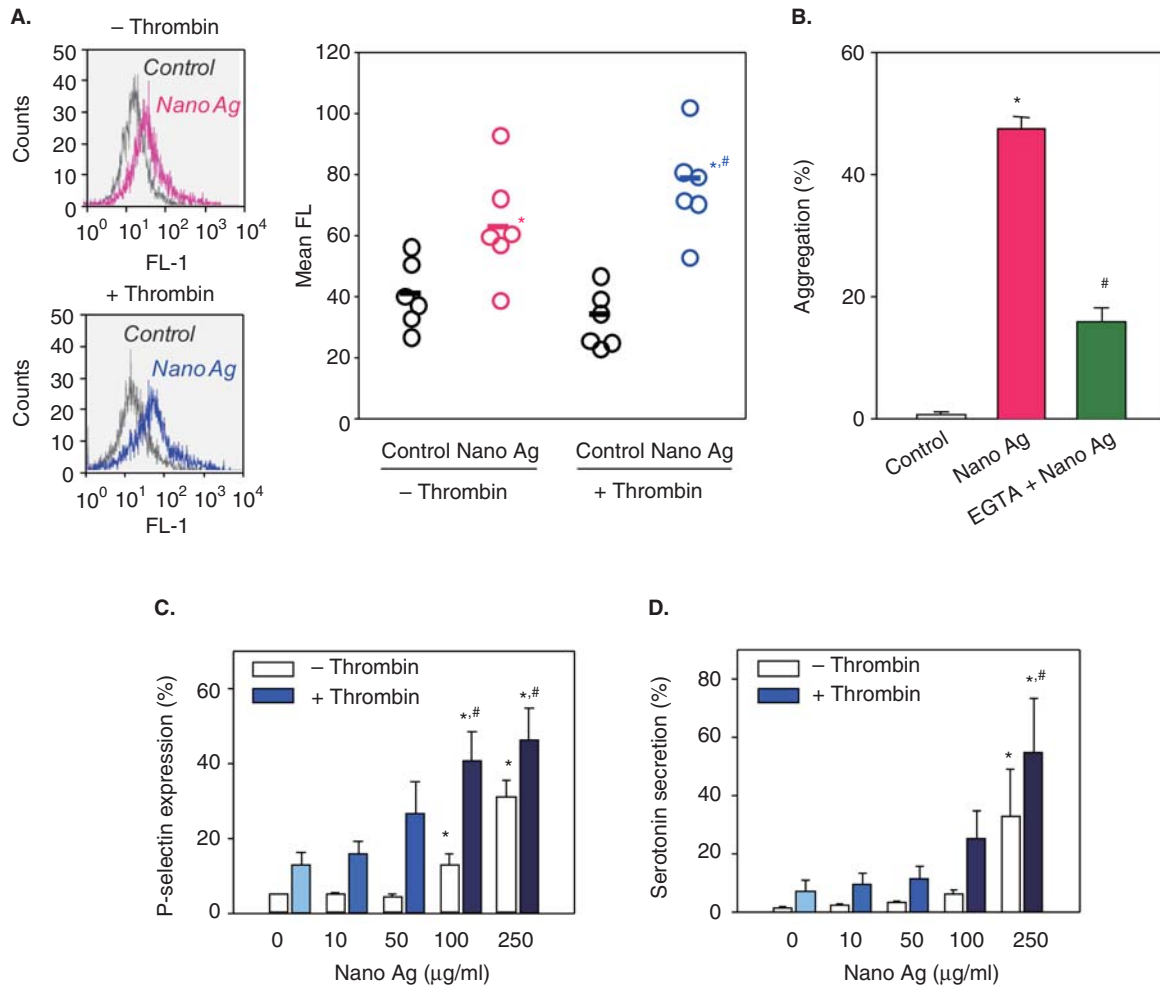 A.
– Thrombin
50
40
30
20
10
0
Counts
Control
Nano Ag
10⁰ 10¹ 10² 10³ 10⁴
FL-1
+ Thrombin
50
40
30
20
10
0
Counts
Control
Nano Ag
10⁰ 10¹ 10² 10³ 10⁴
FL-1
120
100
80
60
40
20
0
Mean FL
*
*,#
Control Nano Ag
– Thrombin
Control Nano Ag
+ Thrombin
B.
60
40
20
0
Aggregation (%)
*
#
Control
Nano Ag
EGTA + Nano Ag
C.
– Thrombin
+ Thrombin
60
40
20
0
P-selectin expression (%)
*
*,#
*
*,#
0 10 50 100 250
Nano Ag (μg/ml)
D.
– Thrombin
+ Thrombin
80
60
40
20
0
Serotonin secretion (%)
*
*,#
0 10 50 100 250
Nano Ag (μg/ml)